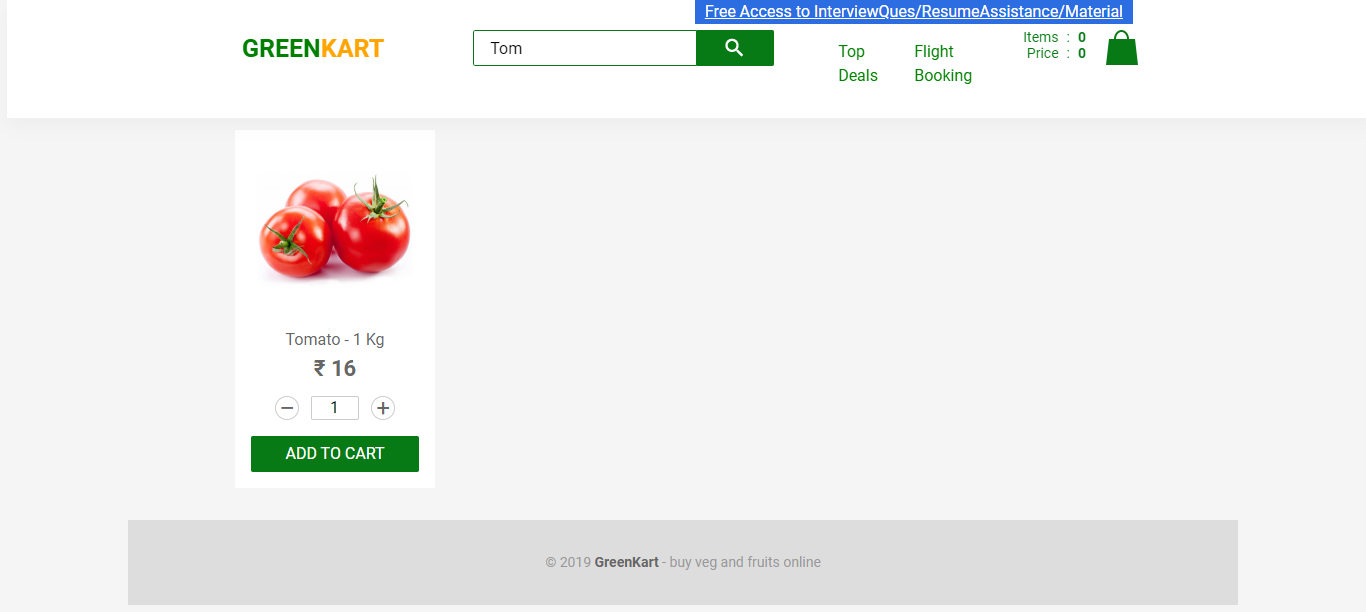 Free Access to InterviewQues/ResumeAssistance/Material
GREENKART
Tom
Top
Deals
Flight
Booking
Items : 0
Price : 0
Tomato - 1 Kg
₹ 16
− 1 +
ADD TO CART
© 2019 GreenKart - buy veg and fruits online